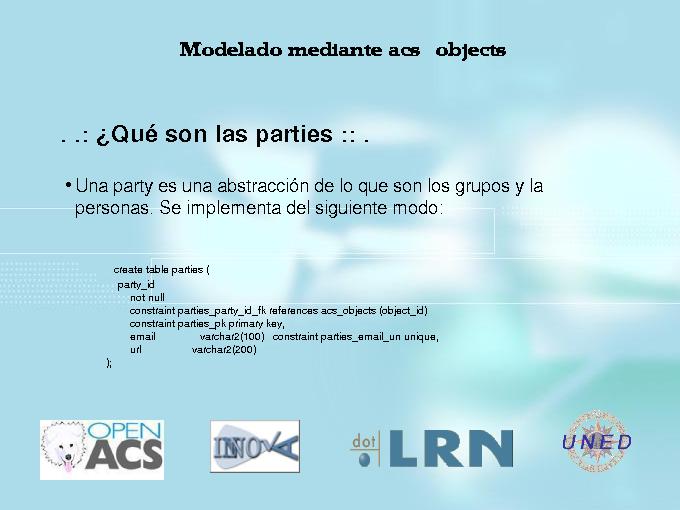 Modelado mediante acs objects
. .: ¿Qué son las parties :: .
• Una party es una abstracción de lo que son los grupos y la
personas. Se implementa del siguiente modo:
create table parties (
party_id
not null
constraint parties_party_id_fk references acs_objects (object_id)
constraint parties_pk primary key,
email varchar2(100) constraint parties_email_un unique,
url varchar2(200)
);
OPEN
ACS
INNOVA
dot LRN
UNED